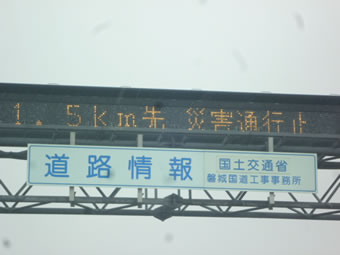 1.5km先 災害通行止
道路情報
国土交通省
磐城国道工事事務所